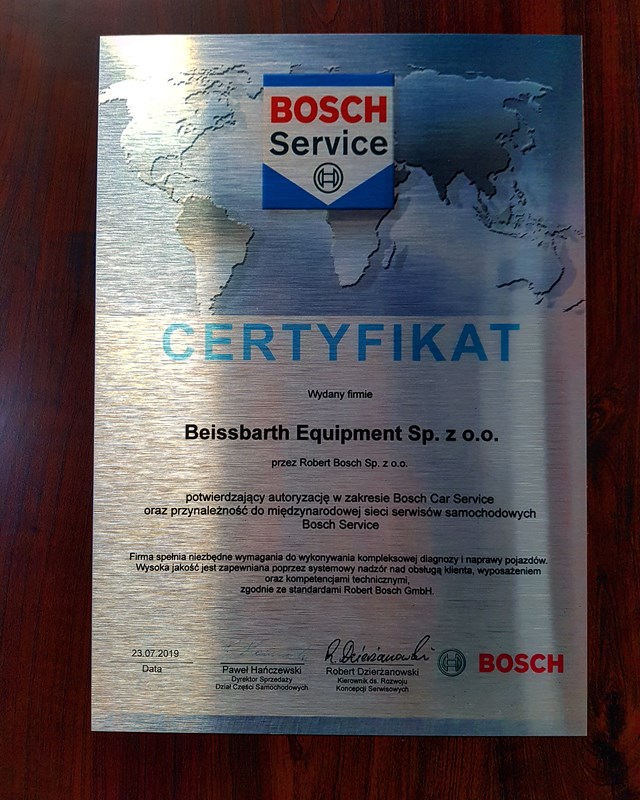 BOSCH
Service
CERTYFIKAT
Wydany firmie
Beissbarth Equipment Sp. z o.o.
przez Robert Bosch Sp. z o.o.
potwierdzający autoryzację w zakresie Bosch Car Service
oraz przynależność do międzynarodowej sieci serwisów samochodowych
Bosch Service
Firma spełnia niezbędne wymagania do wykonywania kompleksowej diagnozy i naprawy pojazdów.
Wysoka jakość jest zapewniana poprzez systemowy nadzór nad obsługą klienta, wyposażeniem
oraz kompetencjami technicznymi,
zgodnie ze standardami Robert Bosch GmbH.
23.07.2019
Data
Paweł Hańczewski
Dyrektor Sprzedaży
Dział Części Samochodowych
R. Dzierżanowski
Robert Dzierżanowski
Kierownik ds. Rozwoju
Koncepcji Serwisowych
BOSCH